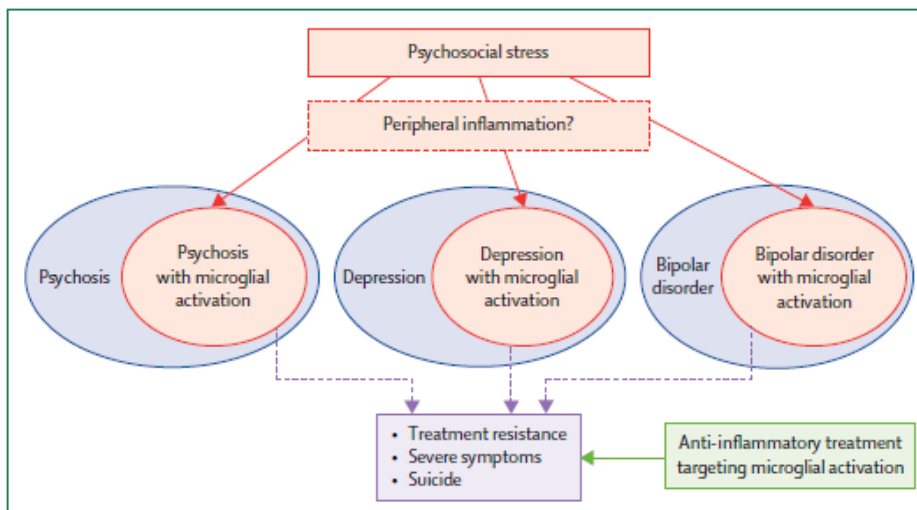 Psychosocial stress
Peripheral inflammation?
Psychosis
Psychosis
with microglial
activation
Depression
Depression
with microglial
activation
Bipolar
disorder
Bipolar disorder
with microglial
activation
• Treatment resistance
• Severe symptoms
• Suicide
Anti-inflammatory treatment
targeting microglial activation